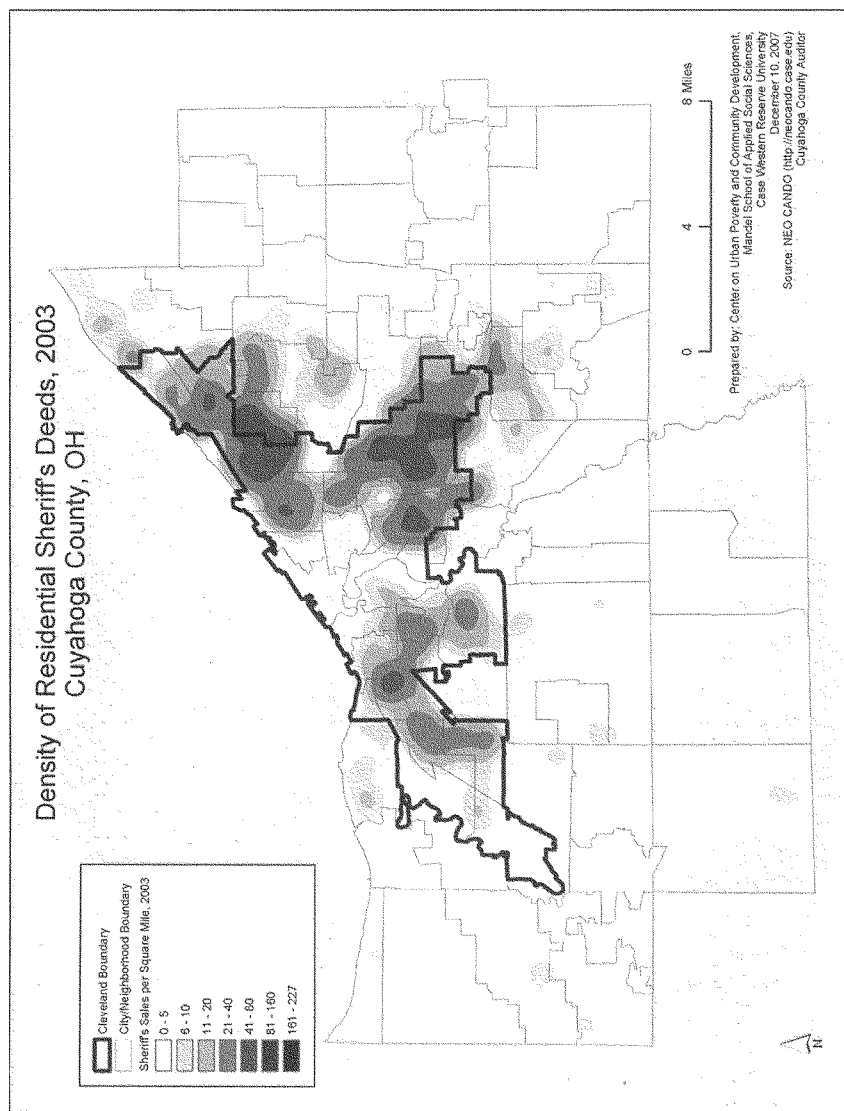 Density of Residential Sheriff's Deeds, 2003
Cuyahoga County, OH
Cleveland Boundary
City/Neighborhood Boundary
Sheriff's Sales per Square Mile, 2003
0 - 5
6 - 10
11 - 20
21 - 40
41 - 60
81 - 160
161 - 227
N
0 4 8 Miles
Prepared by: Center on Urban Poverty and Community Development,
Mandel School of Applied Social Sciences,
Case Western Reserve University
December 10, 2007
Source: NEO CANDO (http://neocando.case.edu)
Cuyahoga County Auditor